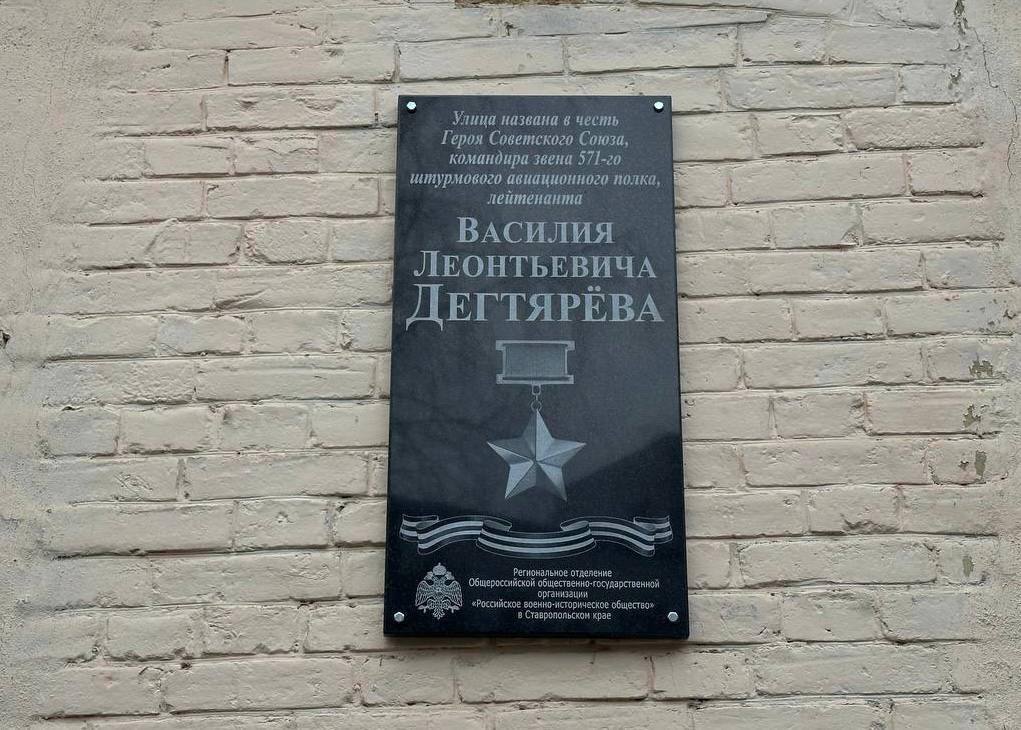 Улица названа в честь
Героя Советского Союза,
командира звена 571-го
штурмового авиационного полка,
лейтенанта
ВАСИЛИЯ
ЛЕОНТЬЕВИЧА
ДЕГТЯРЁВА
Региональное отделение
Общероссийской общественно-государственной
организации
«Российское военно-историческое общество»
в Ставропольском крае